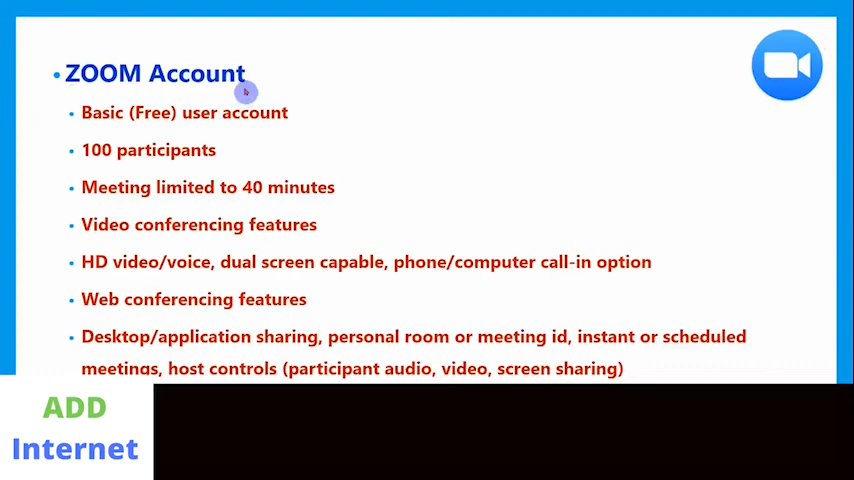 ZOOM Account
Basic (Free) user account
100 participants
Meeting limited to 40 minutes
Video conferencing features
HD video/voice, dual screen capable, phone/computer call-in option
Web conferencing features
Desktop/application sharing, personal room or meeting id, instant or scheduled
meetings, host controls (participant audio, video, screen sharing)
ADD
Internet